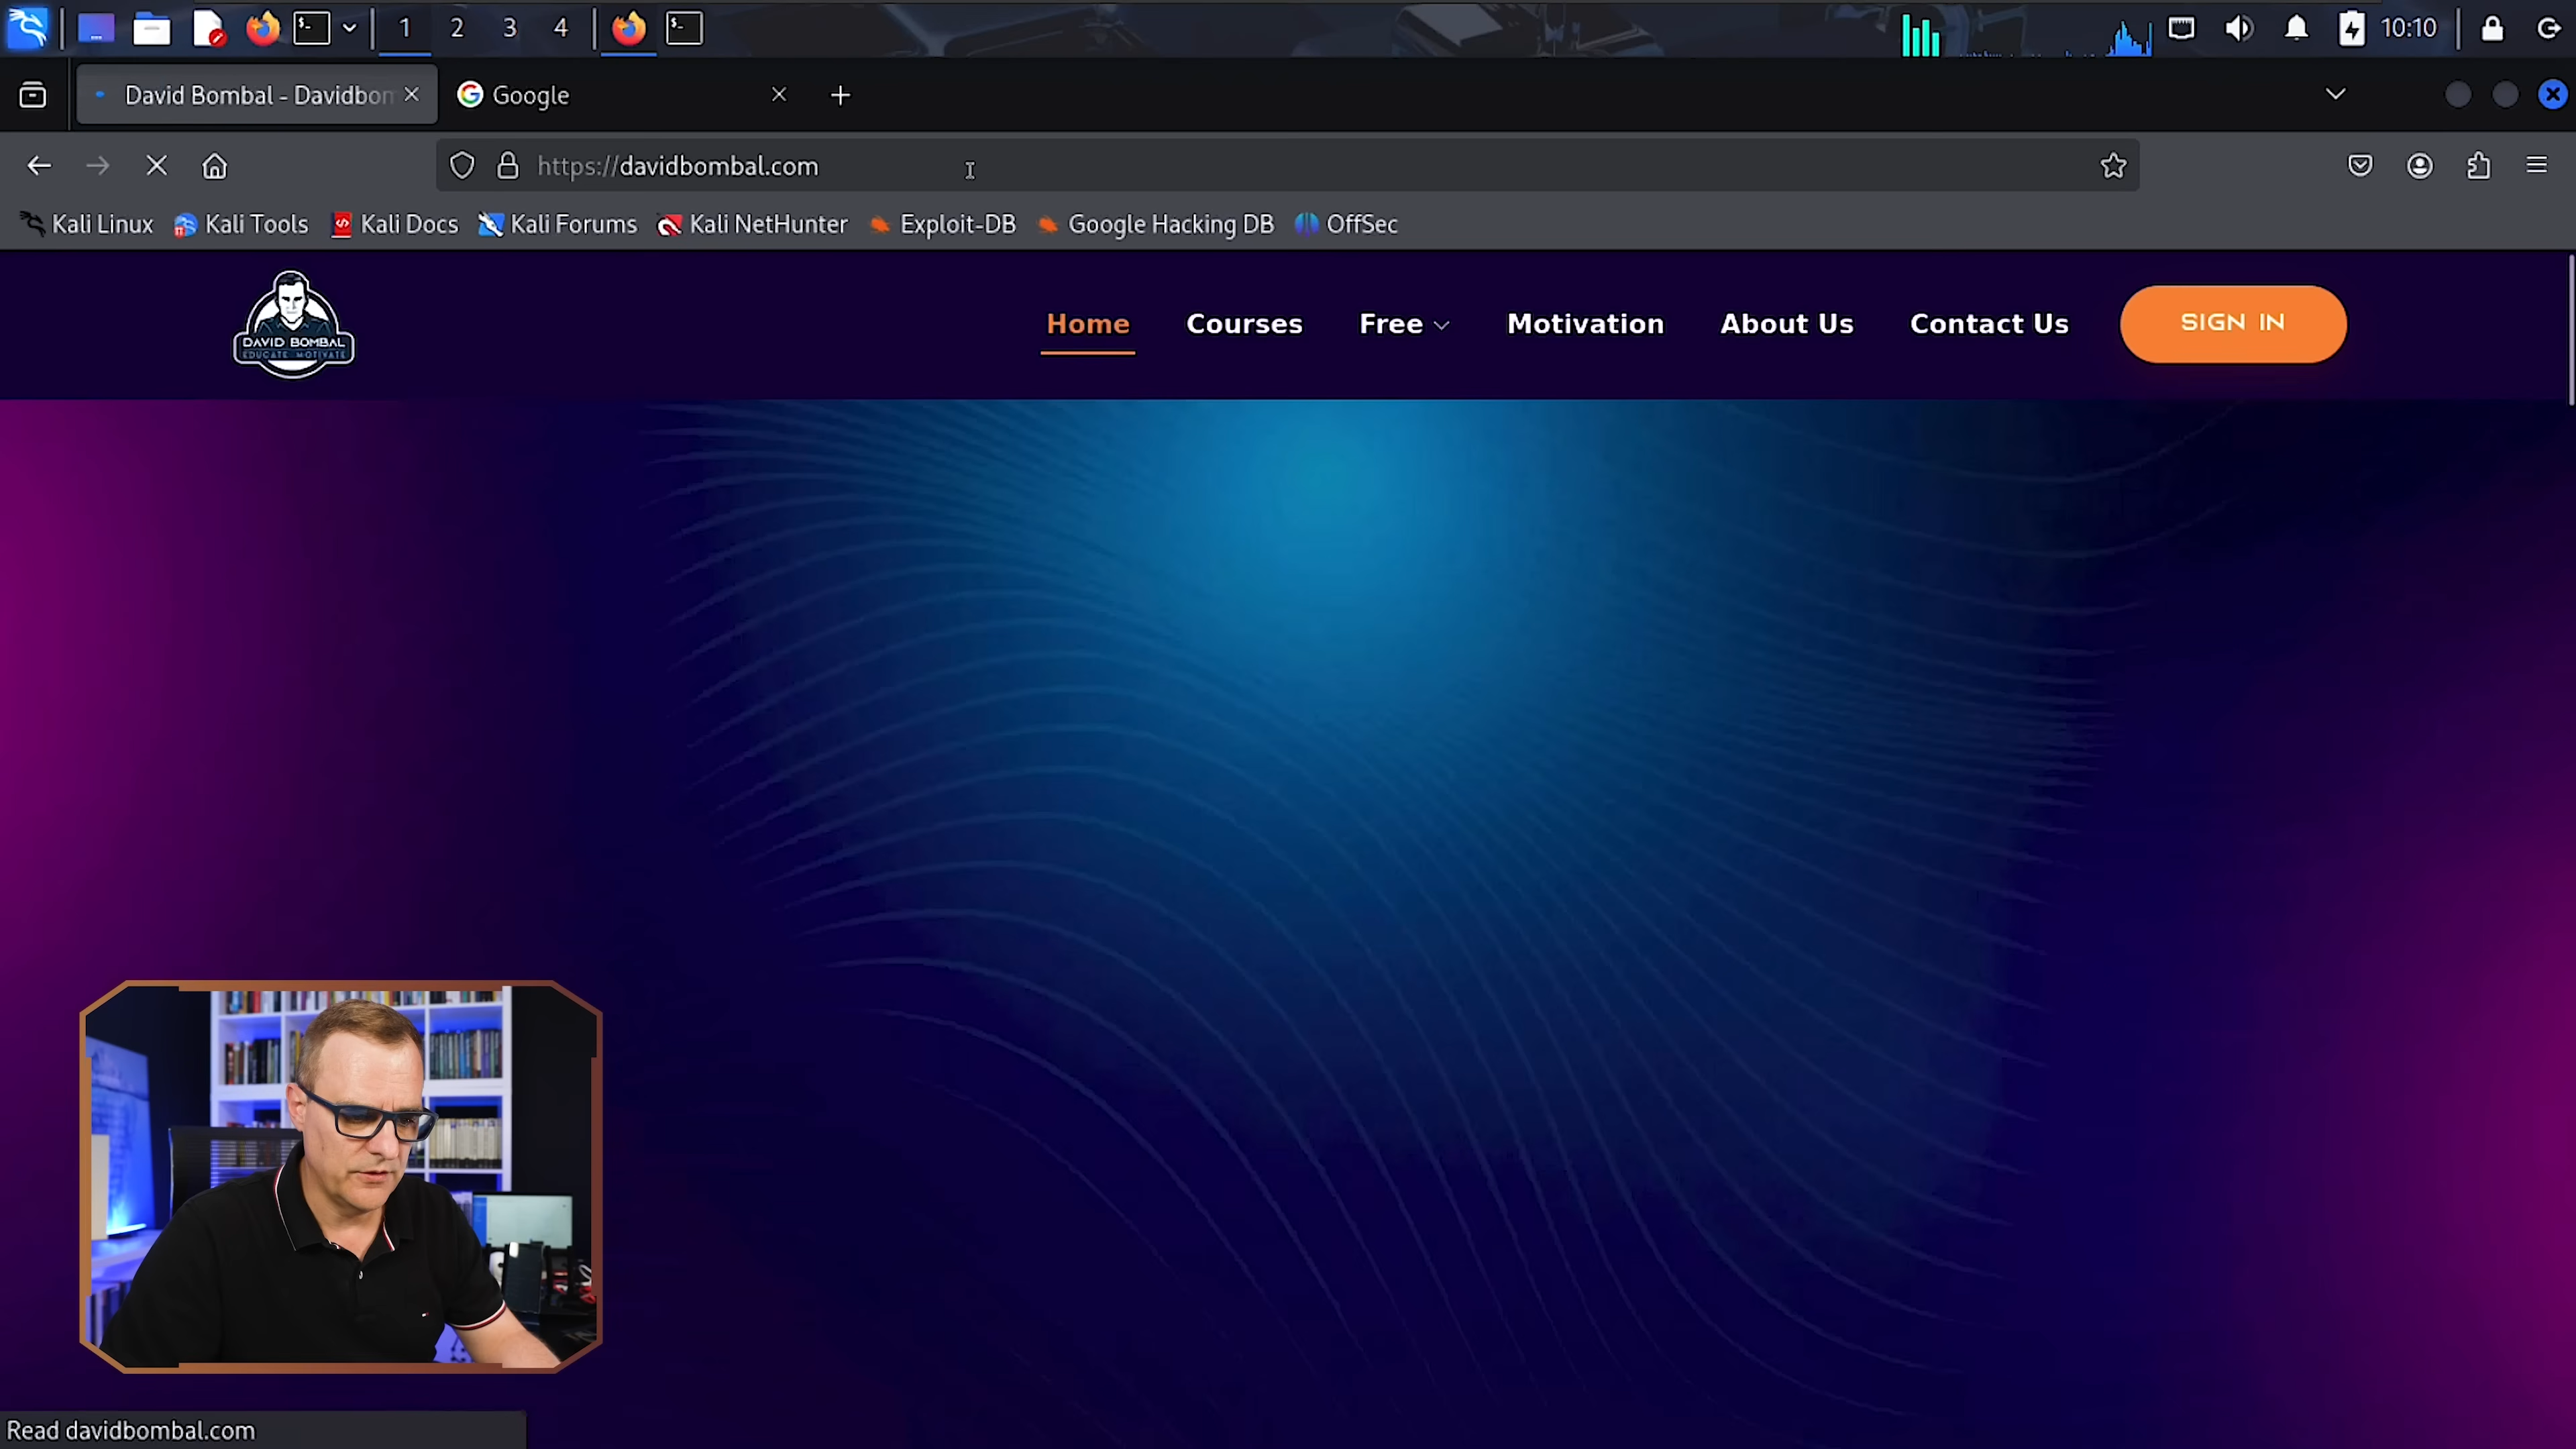 1 2 3 4 10:10
David Bombal - Davidbom Google
https://davidbombal.com
Kali Linux Kali Tools Kali Docs Kali Forums Kali NetHunter Exploit-DB Google Hacking DB OffSec
DAVID BOMBAL
EDUCATE MOTIVATE
Home Courses Free Motivation About Us Contact Us SIGN IN
Read davidbombal.com